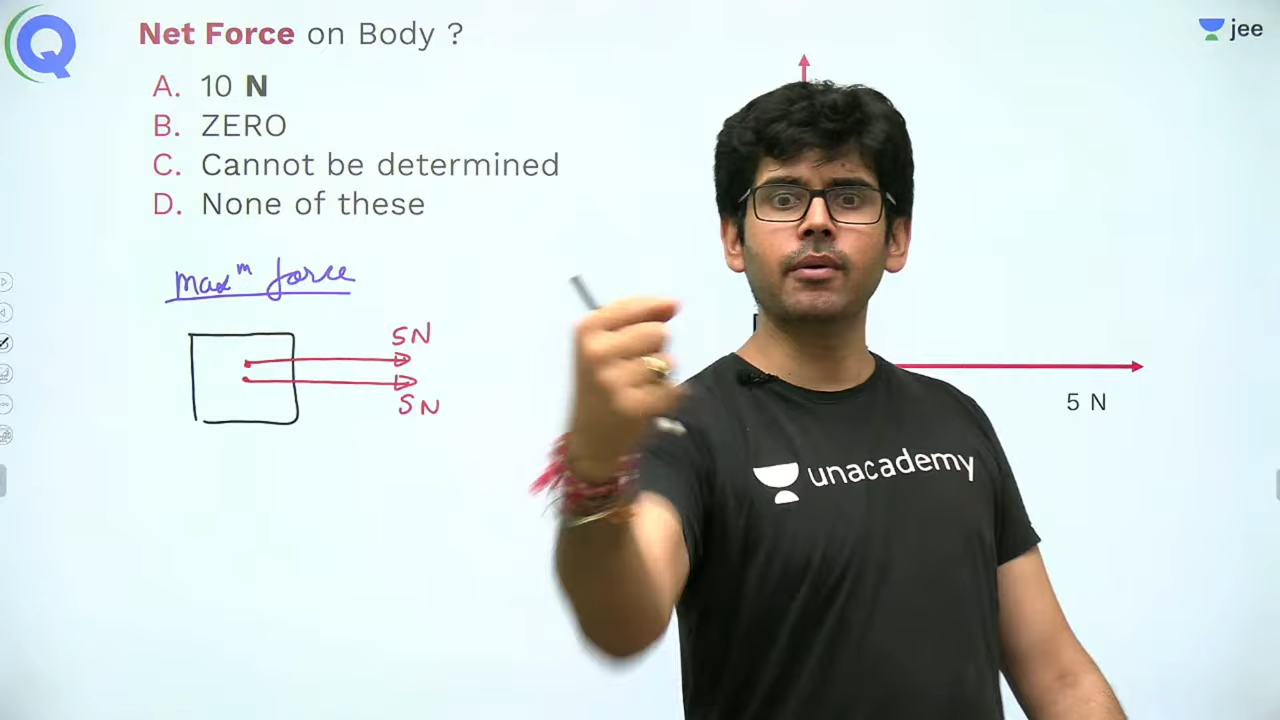 Net Force on Body ?
A. 10 N
B. ZERO
C. Cannot be determined
D. None of these
jee
Maxᵐ force
5N
5N
5 N
unacademy